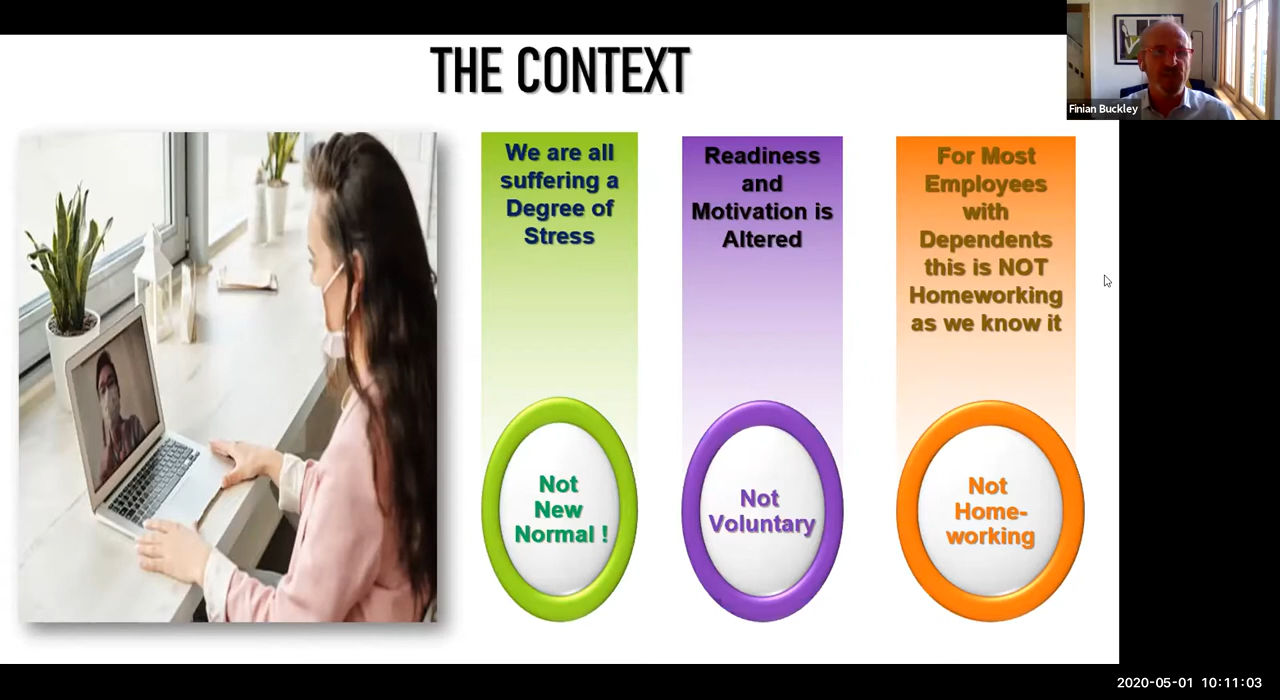 THE CONTEXT
Finian Buckley
We are all
suffering a
Degree of
Stress
Not
New
Normal !
Readiness
and
Motivation is
Altered
Not
Voluntary
For Most
Employees
with
Dependents
this is NOT
Homeworking
as we know it
Not
Home-
working
2020-05-01 10:11:03